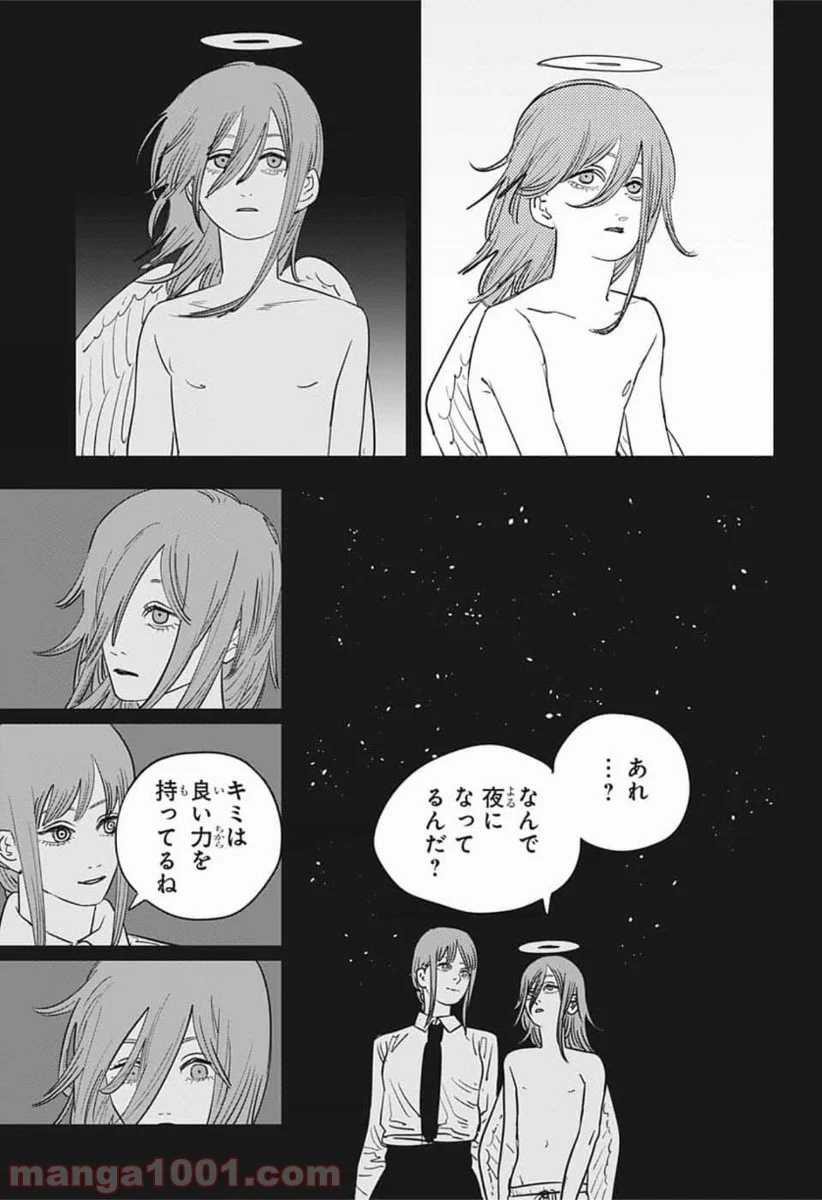 あれ
…？
なんで
夜に
なって
るんだ？
キミは
良い力を
持ってるね
manga1001.com